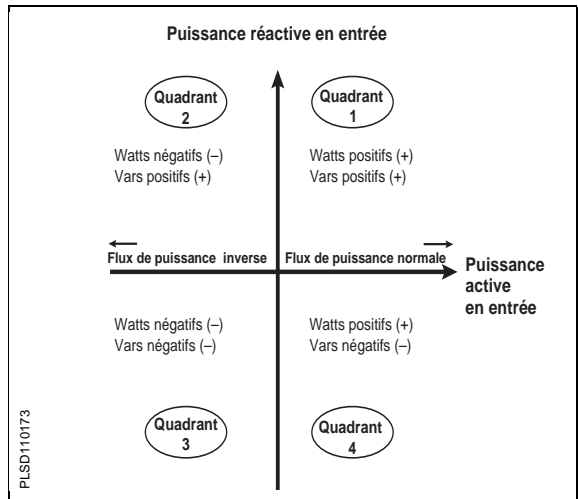 Puissance réactive en entrée
Quadrant
2
Quadrant
1
Watts négatifs (–)
Vars positifs (+)
Watts positifs (+)
Vars positifs (+)
Flux de puissance inverse
Flux de puissance normale
Puissance
active
en entrée
Watts négatifs (–)
Vars négatifs (–)
Watts positifs (+)
Vars négatifs (–)
Quadrant
3
Quadrant
4
PLSD110173